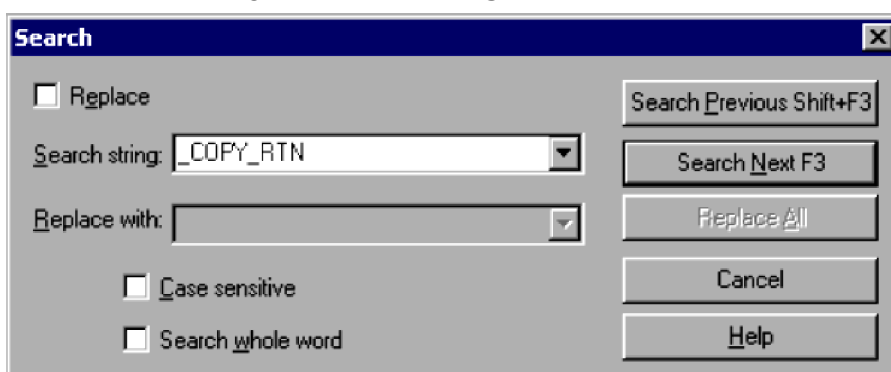 Search
Replace
Search Previous Shift+F3
Search string: _COPY_RTN
Search Next F3
Replace with:
Replace All
Case sensitive
Cancel
Search whole word
Help